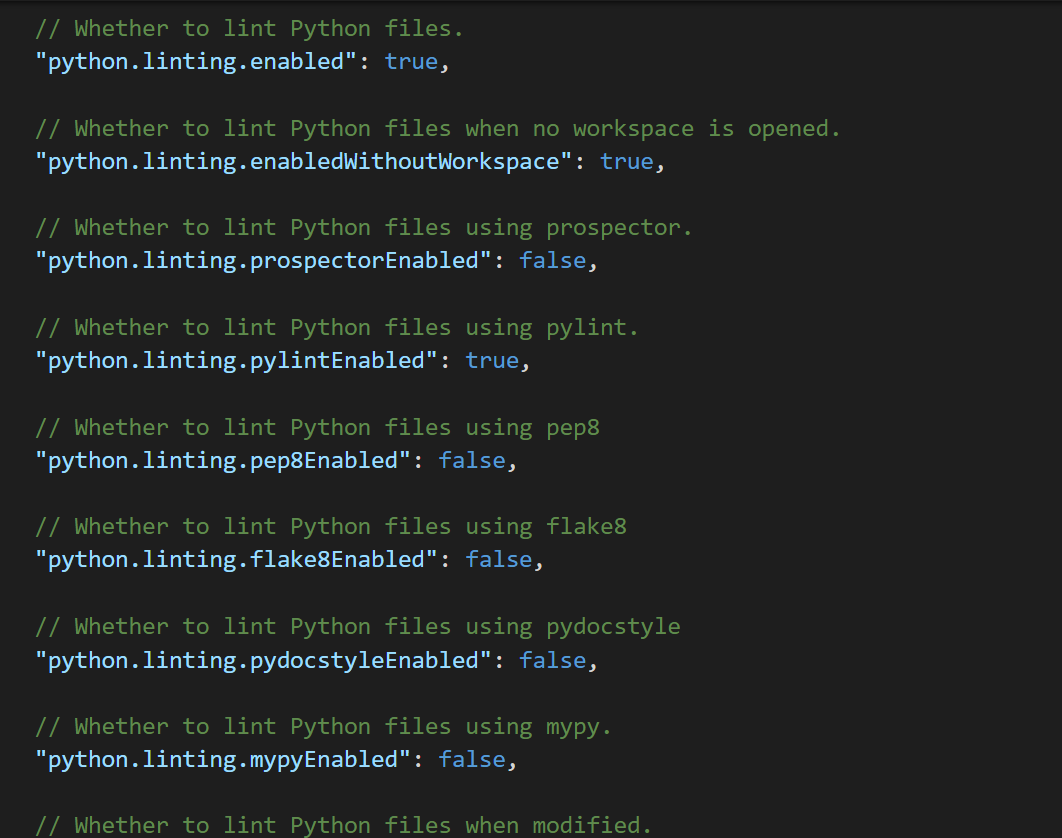 // Whether to lint Python files.
"python.linting.enabled": true,
// Whether to lint Python files when no workspace is opened.
"python.linting.enabledWithoutWorkspace": true,
// Whether to lint Python files using prospector.
"python.linting.prospectorEnabled": false,
// Whether to lint Python files using pylint.
"python.linting.pylintEnabled": true,
// Whether to lint Python files using pep8
"python.linting.pep8Enabled": false,
// Whether to lint Python files using flake8
"python.linting.flake8Enabled": false,
// Whether to lint Python files using pydocstyle
"python.linting.pydocstyleEnabled": false,
// Whether to lint Python files using mypy.
"python.linting.mypyEnabled": false,
// Whether to lint Python files when modified.